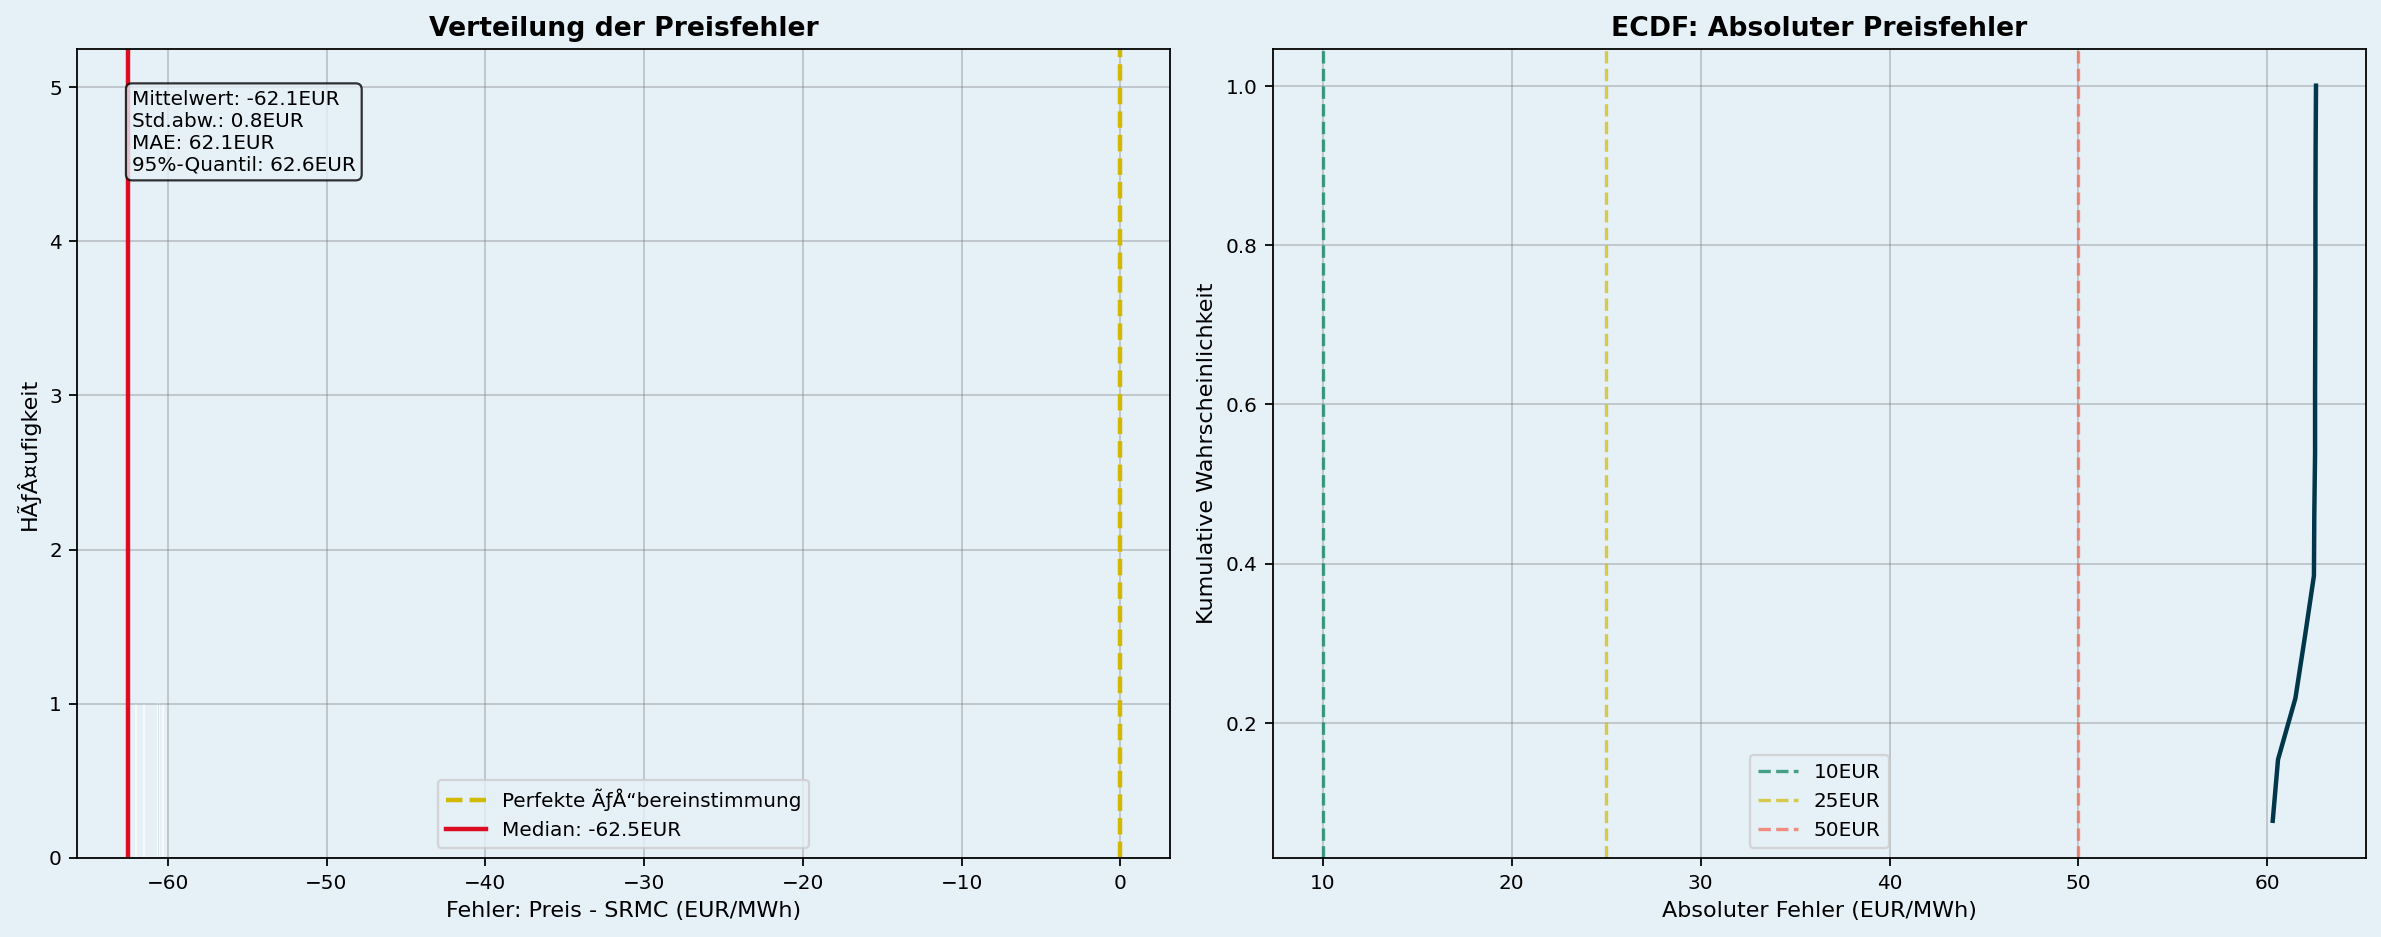 Verteilung der Preisfehler
Häufigkeit
5
4
3
2
1
0
Mittelwert: -62.1EUR
Std.abw.: 0.8EUR
MAE: 62.1EUR
95%-Quantil: 62.6EUR
Perfekte ÃƒÅ“bereinstimmung
Median: -62.5EUR
−60
−50
−40
−30
−20
−10
0
Fehler: Preis - SRMC (EUR/MWh)
ECDF: Absoluter Preisfehler
Kumulative Wahrscheinlichkeit
1.0
0.8
0.6
0.4
0.2
10EUR
25EUR
50EUR
10
20
30
40
50
60
Absoluter Fehler (EUR/MWh)